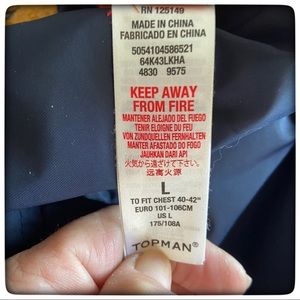 RN 125149
MADE IN CHINA
FABRICADO EN CHINA
5054104586521
64K43LKHA
4830 9575
KEEP AWAY
FROM FIRE
MANTENER ALEJADO DEL FUEGO
TENIR ELOIGNE DU FEU
VON ZUNDQUELLEN FERNHALTEN
MANTER AFASTADO DO FOGO
JAUHKAN DARI API
火気から遠ざけて下さい
远离火源
L
TO FIT CHEST 40-42"
EURO 101-106CM
US L
175/108A
TOPMAN®